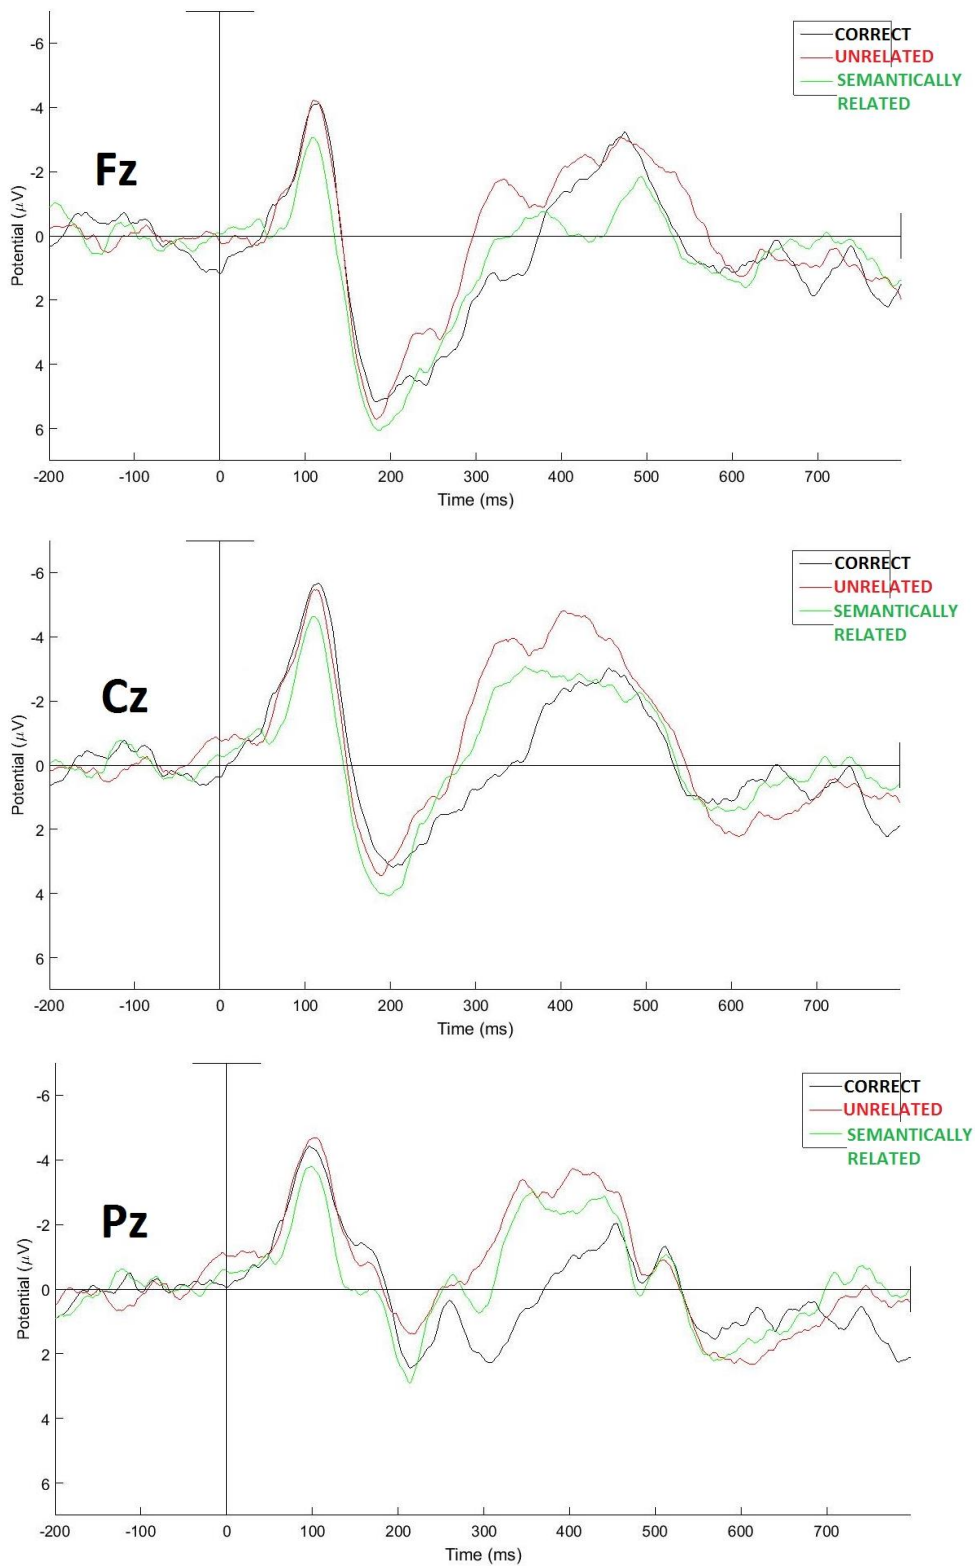 -6
-4
-2
0
2
4
6
Potential (μV)
Fz
CORRECT
UNRELATED
SEMANTICALLY
RELATED
-200 -100 0 100 200 300 400 500 600 700
Time (ms)
-6
-4
-2
0
2
4
6
Potential (μV)
Cz
CORRECT
UNRELATED
SEMANTICALLY
RELATED
-200 -100 0 100 200 300 400 500 600 700
Time (ms)
-6
-4
-2
0
2
4
6
Potential (μV)
Pz
CORRECT
UNRELATED
SEMANTICALLY
RELATED
-200 -100 0 100 200 300 400 500 600 700
Time (ms)